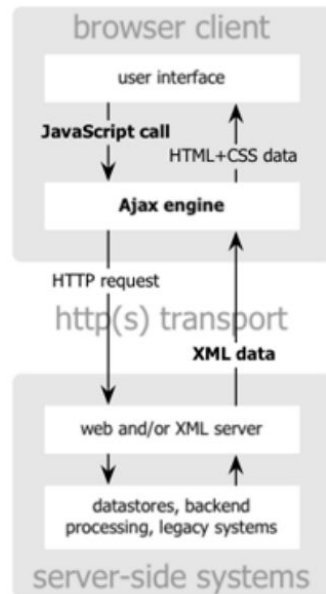 browser client
user interface
JavaScript call
HTML+CSS data
Ajax engine
HTTP request
http(s) transport
XML data
web and/or XML server
datastores, backend
processing, legacy systems
server-side systems